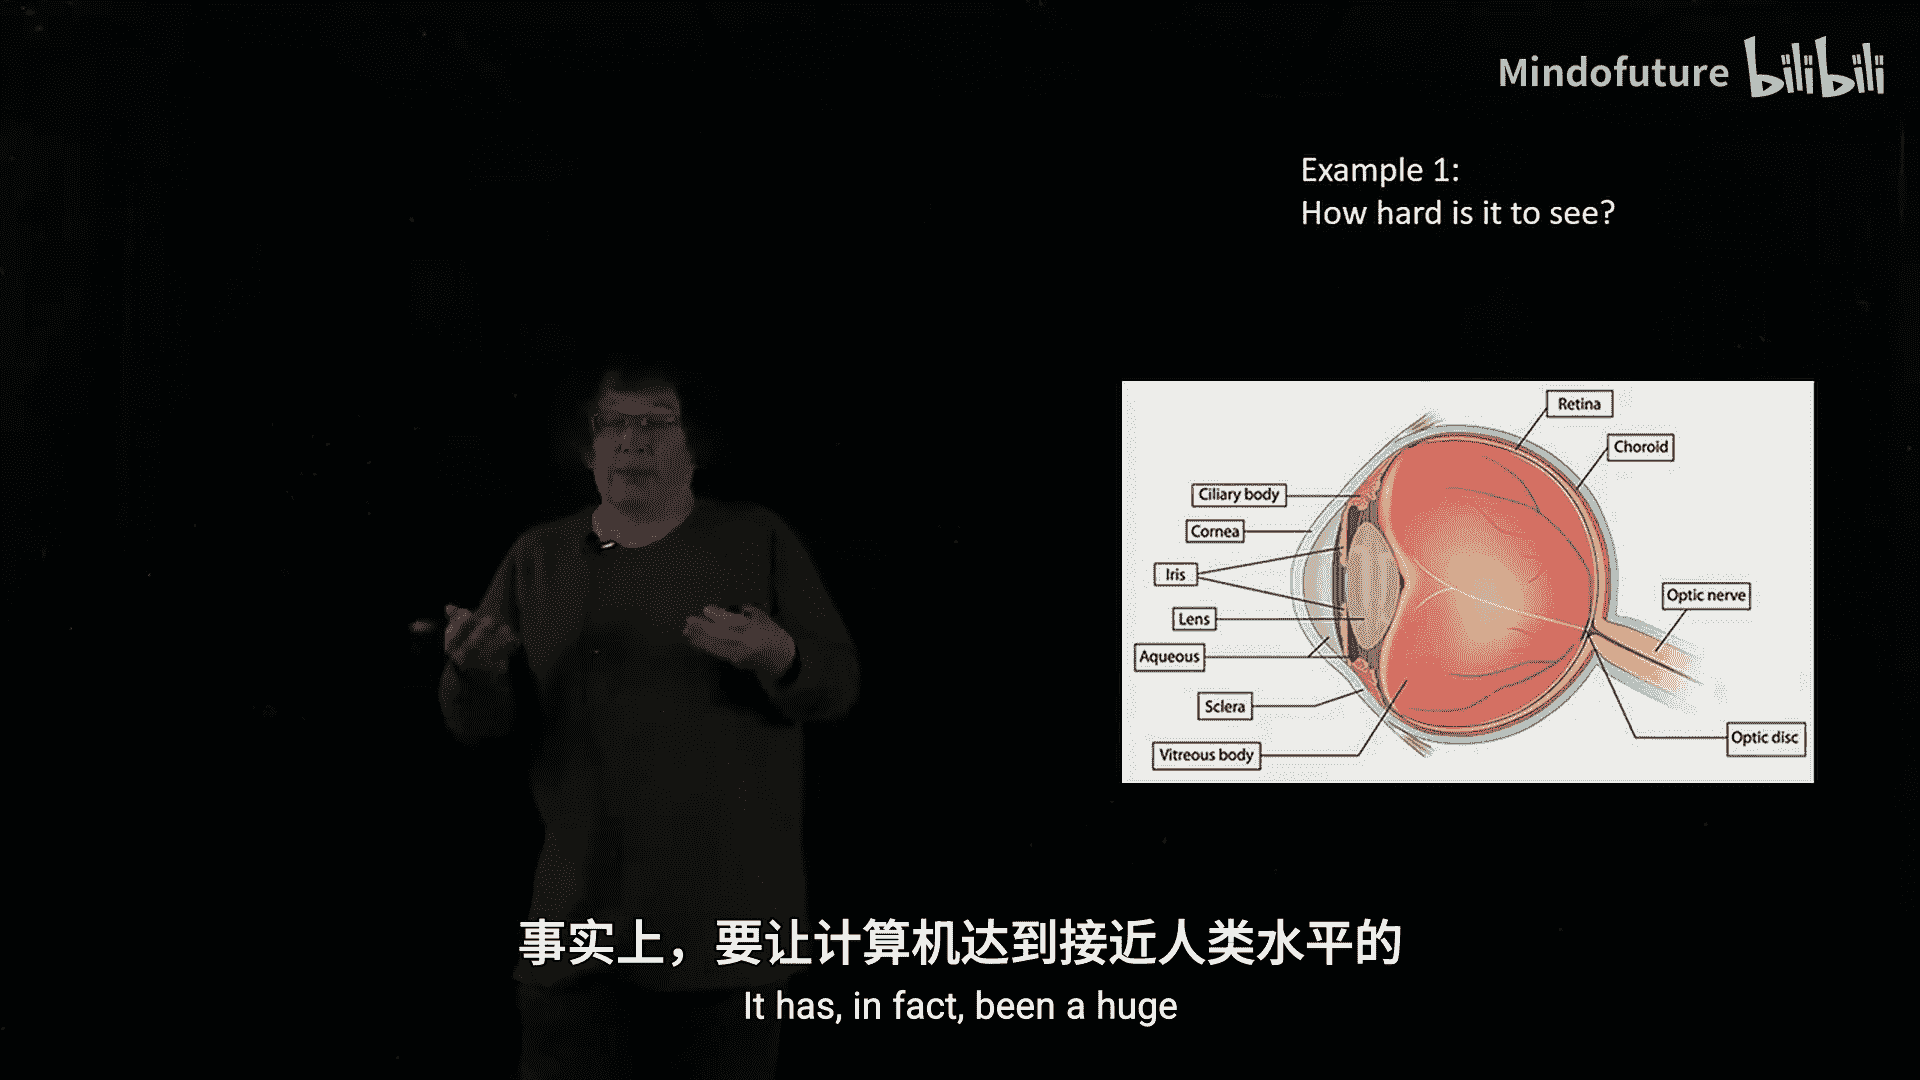 Mindofuture bilibili
Example 1:
How hard is it to see?
Retina
Choroid
Ciliary body
Cornea
Iris
Lens
Optic nerve
Aqueous
Sclera
Optic disc
Vitreous body
事实上，要让计算机达到接近人类水平的
It has, in fact, been a huge